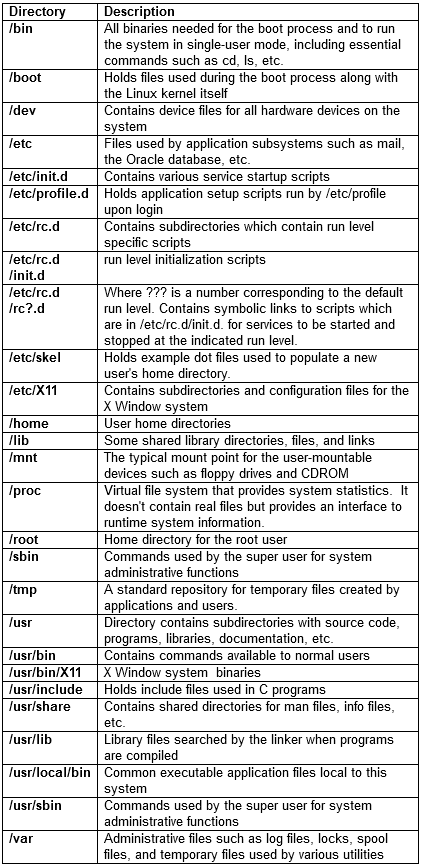 Directory Description
/bin All binaries needed for the boot process and to run
the system in single-user mode, including essential
commands such as cd, ls, etc.
/boot Holds files used during the boot process along with
the Linux kernel itself
/dev Contains device files for all hardware devices on the
system
/etc Files used by application subsystems such as mail,
the Oracle database, etc.
/etc/init.d Contains various service startup scripts
/etc/profile.d Holds application setup scripts run by /etc/profile
upon login
/etc/rc.d Contains subdirectories which contain run level
specific scripts
/etc/rc.d run level initialization scripts
/init.d
/etc/rc.d Where ??? is a number corresponding to the default
/rc?.d run level. Contains symbolic links to scripts which
are in /etc/rc.d/init.d. for services to be started and
stopped at the indicated run level.
/etc/skel Holds example dot files used to populate a new
user's home directory.
/etc/X11 Contains subdirectories and configuration files for the
X Window system
/home User home directories
/lib Some shared library directories, files, and links
/mnt The typical mount point for the user-mountable
devices such as floppy drives and CDROM
/proc Virtual file system that provides system statistics. It
doesn't contain real files but provides an interface to
runtime system information.
/root Home directory for the root user
/sbin Commands used by the super user for system
administrative functions
/tmp A standard repository for temporary files created by
applications and users.
/usr Directory contains subdirectories with source code,
programs, libraries, documentation, etc.
/usr/bin Contains commands available to normal users
/usr/bin/X11 X Window system binaries
/usr/include Holds include files used in C programs
/usr/share Contains shared directories for man files, info files,
etc.
/usr/lib Library files searched by the linker when programs
are compiled
/usr/local/bin Common executable application files local to this
system
/usr/sbin Commands used by the super user for system
administrative functions
/var Administrative files such as log files, locks, spool
files, and temporary files used by various utilities